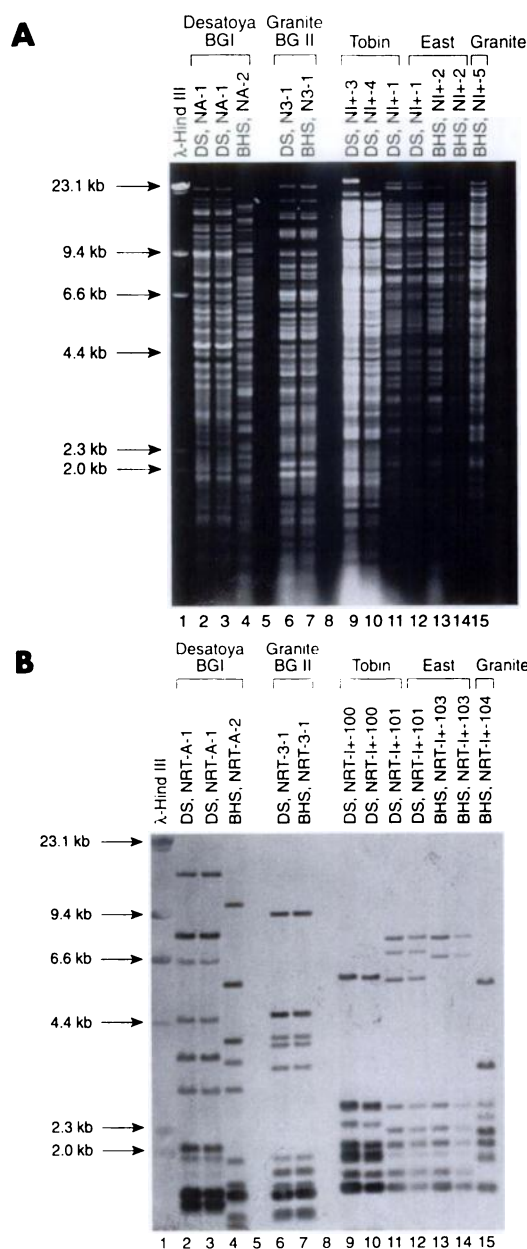 A
Desatoya
BGI
Granite
BG II
Tobin
East
Granite
λ-Hind III
DS, NA-1
DS, NA-1
BHS, NA-2
DS, N3-1
BHS, N3-1
DS, NI+-3
DS, NI+-4
DS, NI+-1
DS, NI+-1
BHS, NI+-2
BHS, NI+-2
BHS, NI+-5
23.1 kb
9.4 kb
6.6 kb
4.4 kb
2.3 kb
2.0 kb
1 2 3 4 5 6 7 8 9 10 11 12 13 14 15
B
Desatoya
BGI
Granite
BG II
Tobin
East
Granite
λ-Hind III
DS, NRT-A-1
DS, NRT-A-1
BHS, NRT-A-2
DS, NRT-3-1
BHS, NRT-3-1
DS, NRT-I+-100
DS, NRT-I+-100
DS, NRT-I+-101
DS, NRT-I+-101
BHS, NRT-I+-103
BHS, NRT-I+-103
BHS, NRT-I+-104
23.1 kb
9.4 kb
6.6 kb
4.4 kb
2.3 kb
2.0 kb
1 2 3 4 5 6 7 8 9 10 11 12 13 14 15